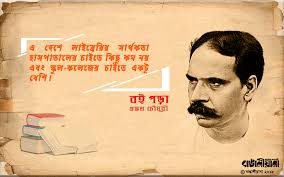 এ দেশে লাইব্রেরির সার্থকতা
হাসপাতালের চাইতে কিছু কম নয়
এবং স্কুল-কলেজের চাইতে একটু
বেশি।
বই পড়া
প্রমথ চৌধুরী